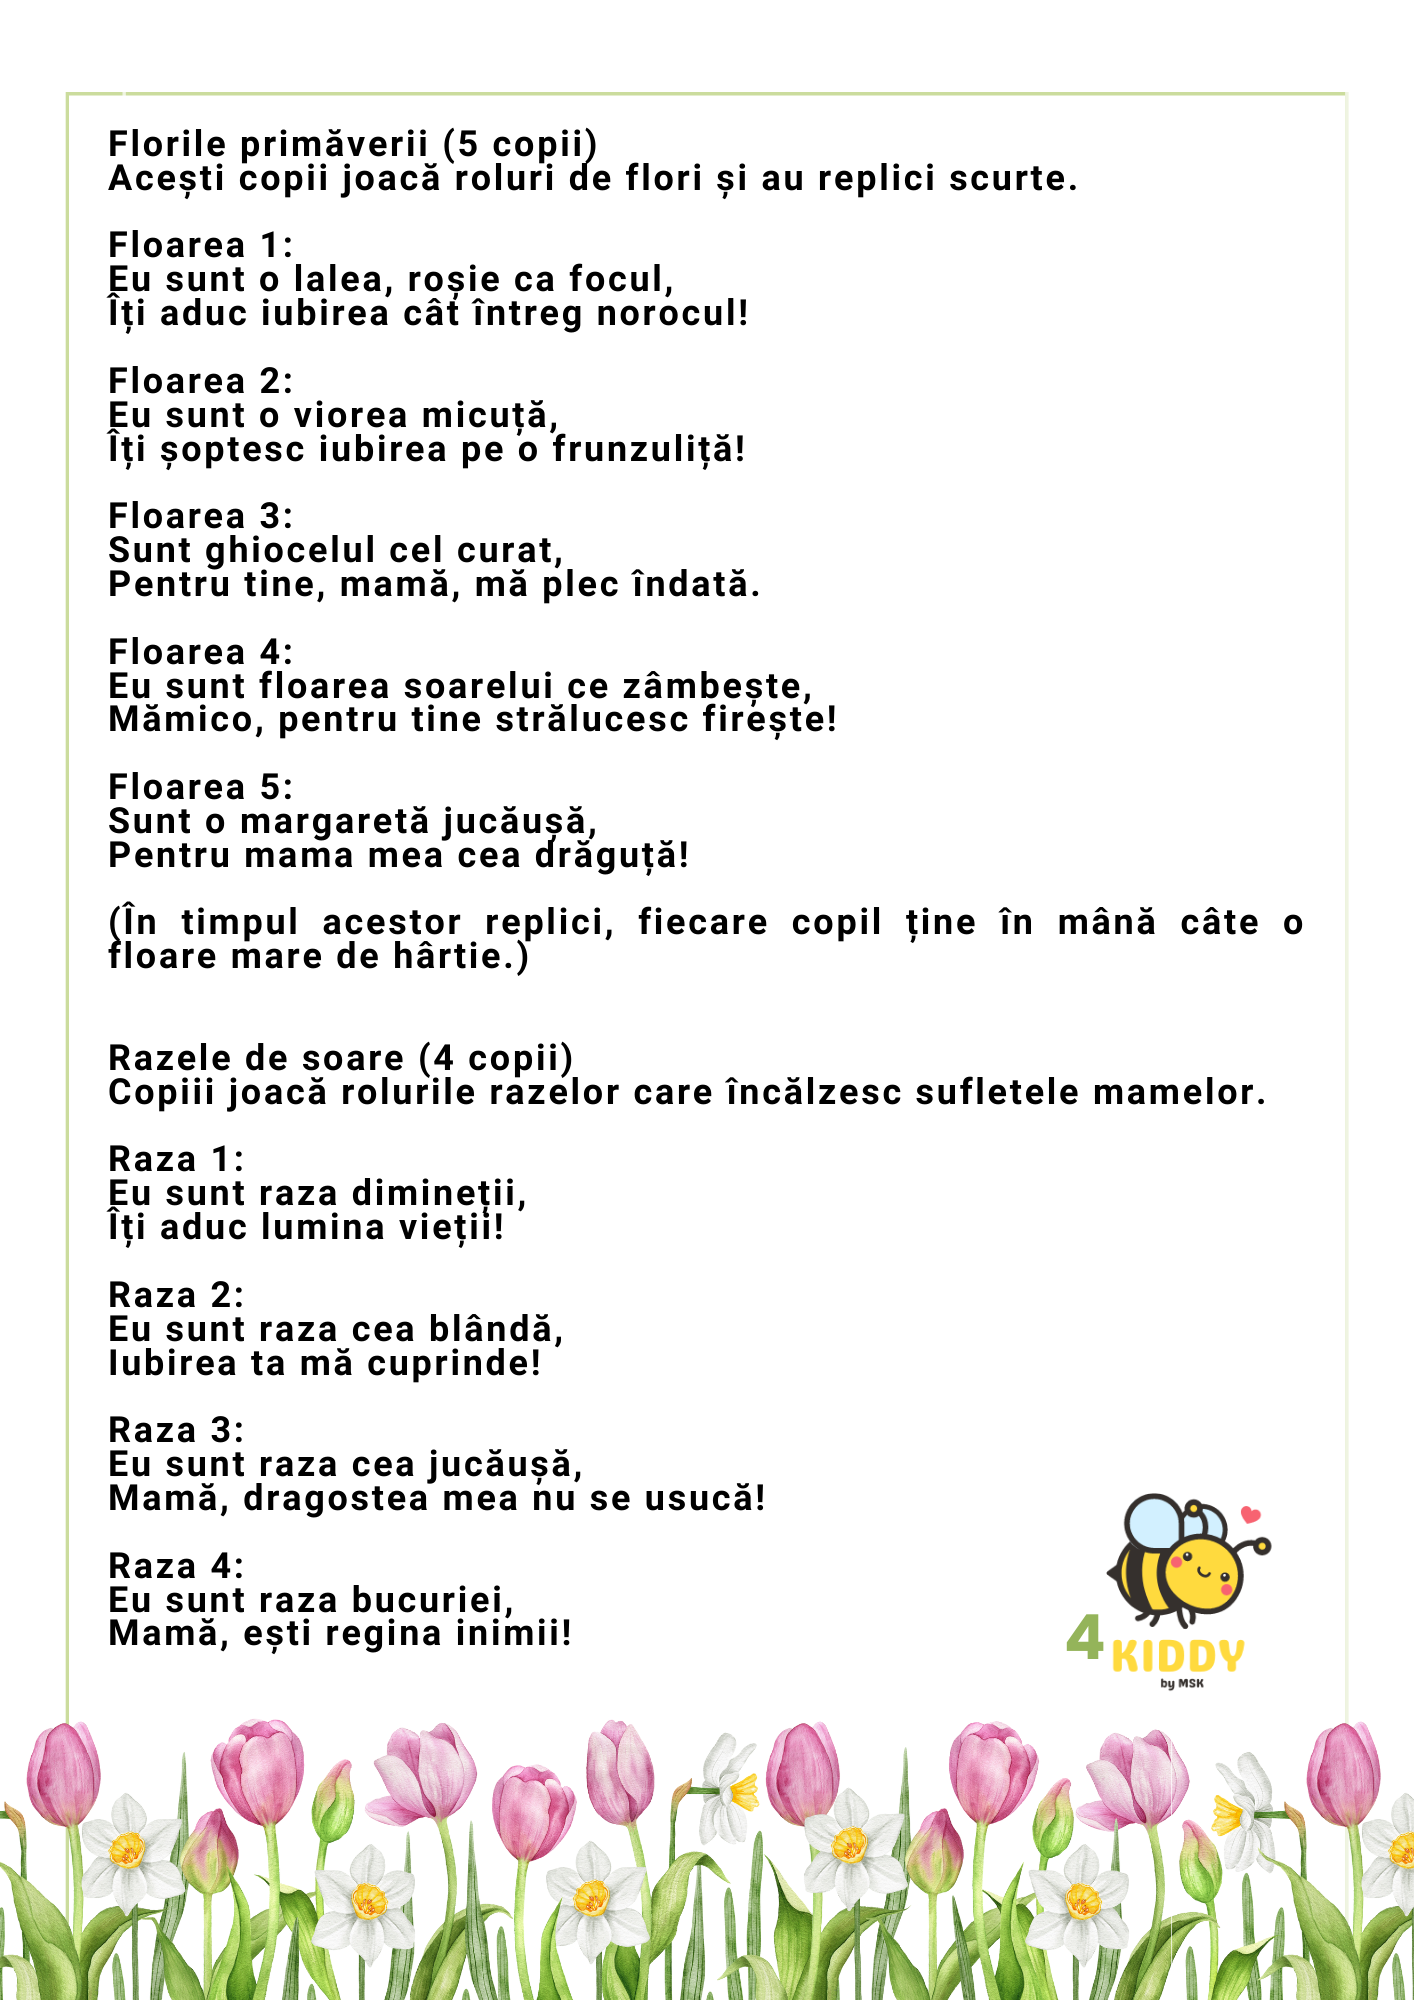 Florile primăverii (5 copii)
Acești copii joacă roluri de flori și au replici scurte.
Floarea 1:
Eu sunt o lalea, roșie ca focul,
Îți aduc iubirea cât întreg norocul!
Floarea 2:
Eu sunt o viorea micuță,
Îți șoptesc iubirea pe o frunzuliță!
Floarea 3:
Sunt ghiocelul cel curat,
Pentru tine, mamă, mă plec îndată.
Floarea 4:
Eu sunt floarea soarelui ce zâmbește,
Mămico, pentru tine strălucesc firește!
Floarea 5:
Sunt o margaretă jucăușă,
Pentru mama mea cea drăguță!
(În timpul acestor replici, fiecare copil ține în mână câte o
floare mare de hârtie.)
Razele de soare (4 copii)
Copiii joacă rolurile razelor care încălzesc sufletele mamelor.
Raza 1:
Eu sunt raza dimineții,
Îți aduc lumina vieții!
Raza 2:
Eu sunt raza cea blândă,
Iubirea ta mă cuprinde!
Raza 3:
Eu sunt raza cea jucăușă,
Mamă, dragostea mea nu se usucă!
Raza 4:
Eu sunt raza bucuriei,
Mamă, ești regina inimii!
4 KIDDY
by MSK